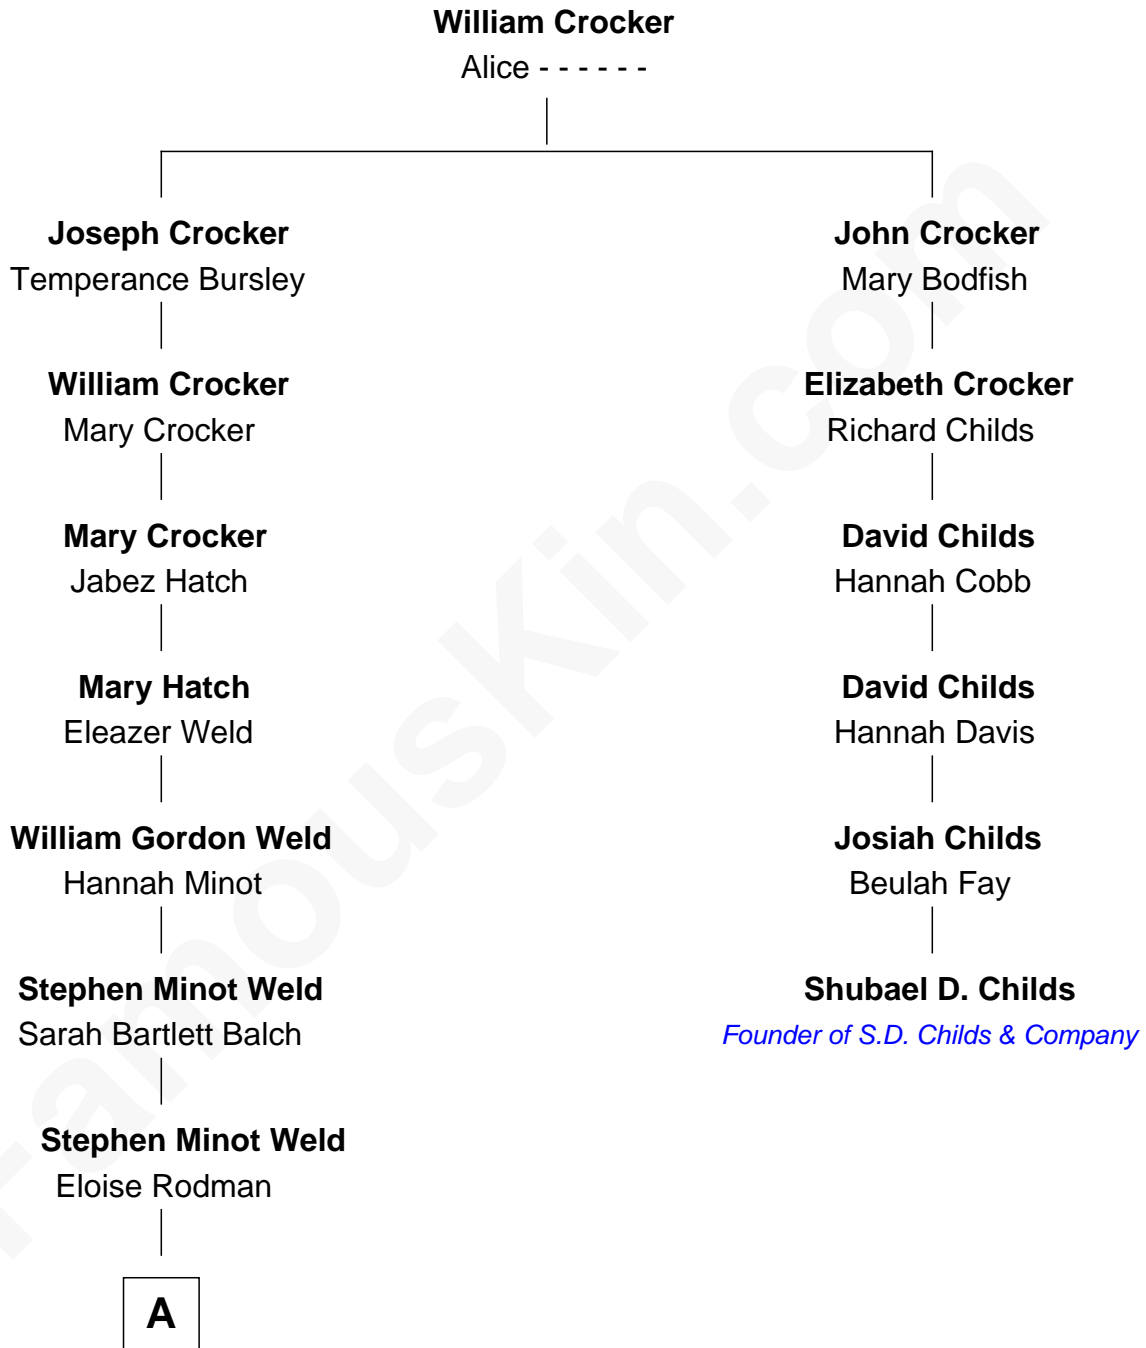 William Crocker
Alice - - - - - -
Joseph Crocker
Temperance Bursley
William Crocker
Mary Crocker
Mary Crocker
Jabez Hatch
Mary Hatch
Eleazer Weld
William Gordon Weld
Hannah Minot
Stephen Minot Weld
Sarah Bartlett Balch
Stephen Minot Weld
Eloise Rodman
A
John Crocker
Mary Bodfish
Elizabeth Crocker
Richard Childs
David Childs
Hannah Cobb
David Childs
Hannah Davis
Josiah Childs
Beulah Fay
Shubael D. Childs
Founder of S.D. Childs & Company
FamousKin.com